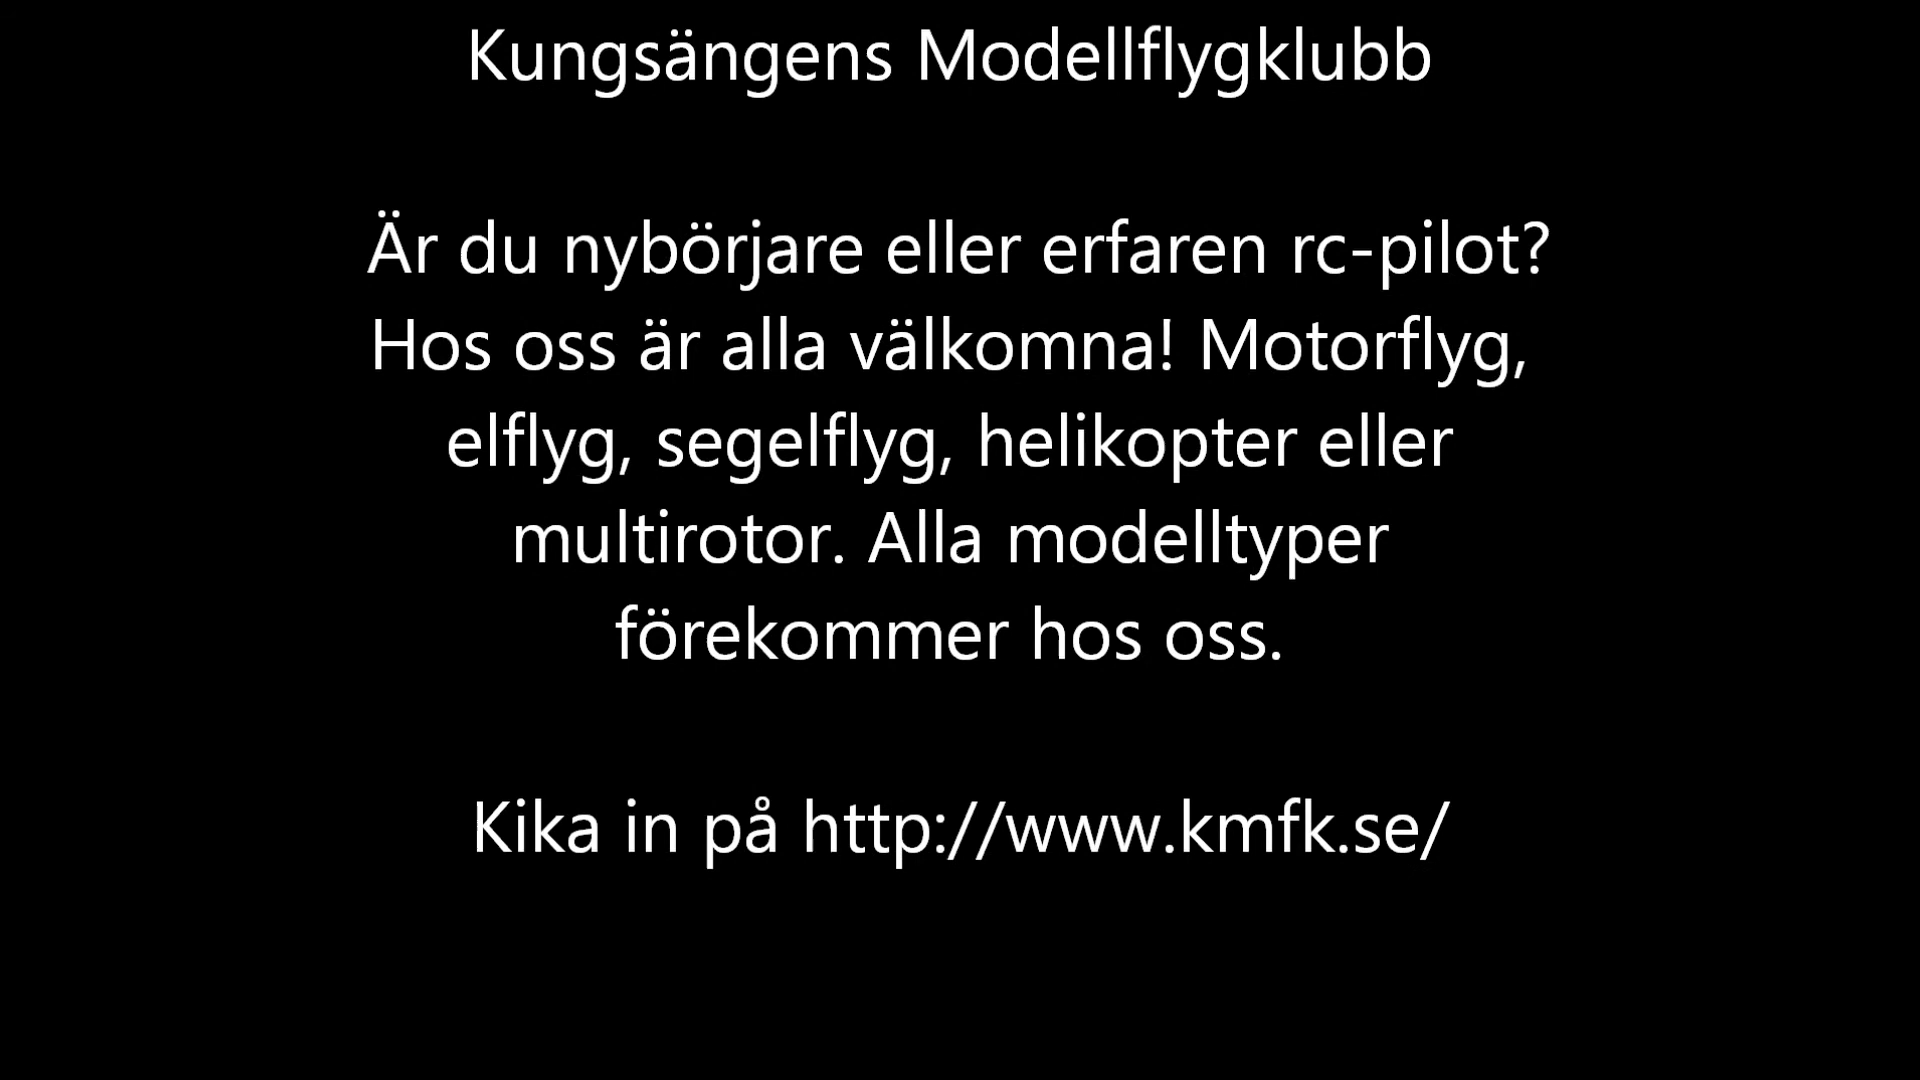 Kungsängens Modellflygklubb
Är du nybörjare eller erfaren rc-pilot?
Hos oss är alla välkomna! Motorflyg,
elflyg, segelflyg, helikopter eller
multirotor. Alla modelltyper
förekommer hos oss.
Kika in på http://www.kmfk.se/